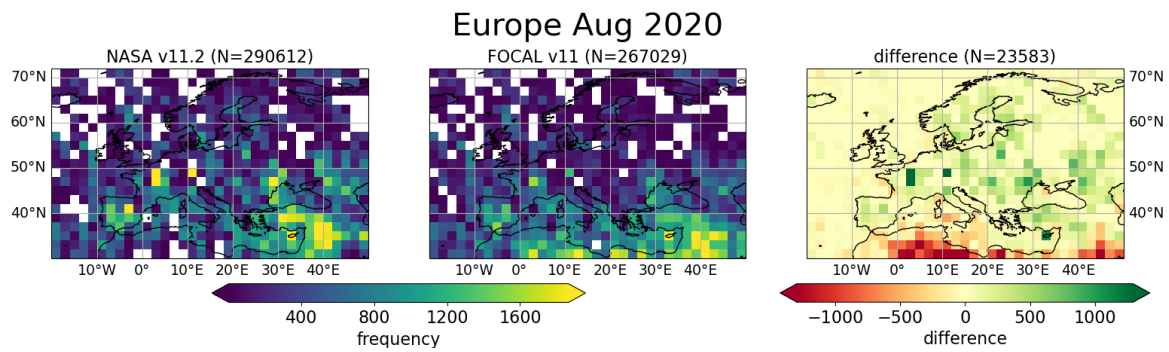 Europe Aug 2020
NASA v11.2 (N=290612) FOCAL v11 (N=267029) difference (N=23583)
70°N 70°N
60°N 60°N
50°N 50°N
40°N 40°N
10°W 0° 10°E 20°E 30°E 40°E 10°W 0° 10°E 20°E 30°E 40°E 10°W 0° 10°E 20°E 30°E 40°E
400 800 1200 1600 −1000 −500 0 500 1000
frequency difference